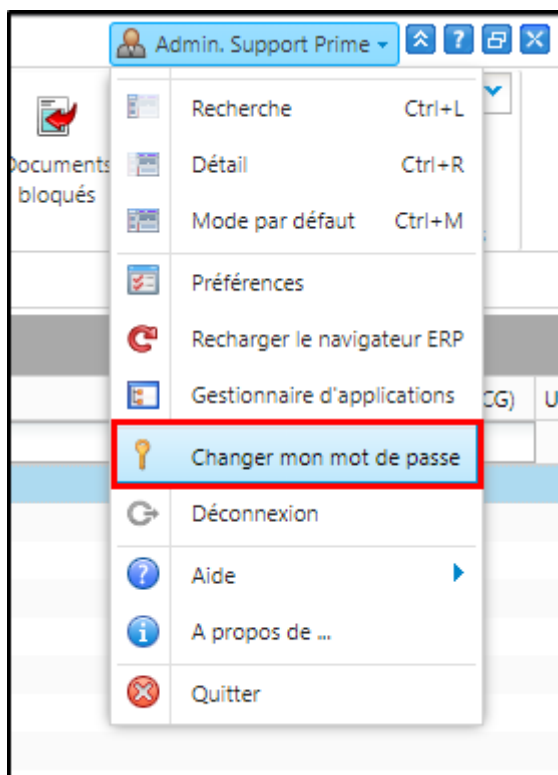 Admin. Support Prime
Recherche Ctrl+L
Documents
bloqués
Détail Ctrl+R
Mode par défaut Ctrl+M
Préférences
Recharger le navigateur ERP
Gestionnaire d'applications
CG) U
Changer mon mot de passe
Déconnexion
Aide
A propos de ...
Quitter